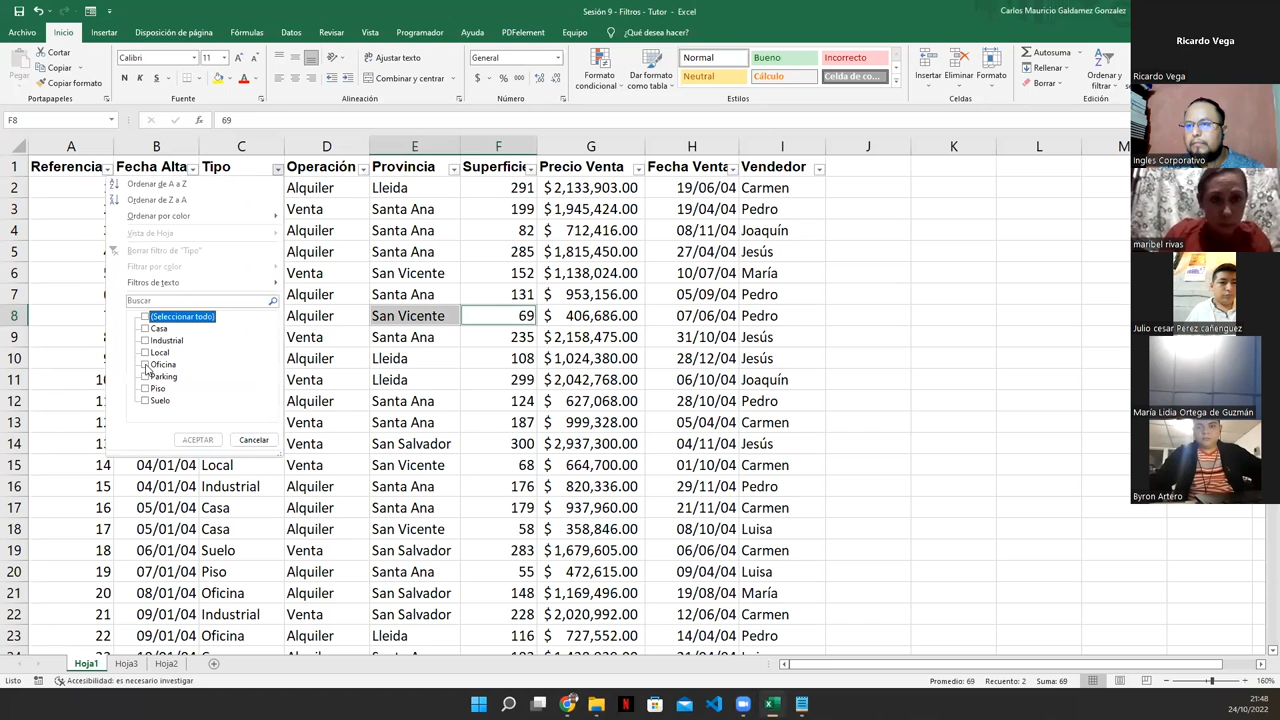 Sesión 9 - Filtros - Tutor - Excel
Carlos Mauricio Galdamez Gonzalez
Archivo Inicio Insertar Disposición de página Fórmulas Datos Revisar Vista Programador Ayuda PDFelement Equipo ¿Qué desea hacer?
Pegar Cortar Copiar Copiar formato
Portapapeles
Calibri 11
N K S
Fuente
Ajustar texto
Combinar y centrar
Alineación
General
$ % 000
Número
Formato condicional Dar formato como tabla
Normal Bueno Incorrecto
Neutral Cálculo Celda de co...
Estilos
Insertar Eliminar Formato
Celdas
Autosuma
Rellenar
Borrar
Ordenar y filtrar
Edición
F8 fx 69
A B C D E F G H I J K L M
1 Referencia Fecha Alta Tipo Operación Provincia Superficie Precio Venta Fecha Venta Vendedor
2 Alquiler Lleida 291 $2,133,903.00 19/06/04 Carmen
3 Venta Santa Ana 199 $1,945,424.00 19/04/04 Pedro
4 Alquiler Santa Ana 82 $ 712,416.00 08/11/04 Joaquín
5 Alquiler Santa Ana 285 $1,815,450.00 27/04/04 Jesús
6 Venta San Vicente 152 $1,138,024.00 10/07/04 María
7 Alquiler Santa Ana 131 $ 953,156.00 05/09/04 Pedro
8 Alquiler San Vicente 69 $ 406,686.00 07/06/04 Pedro
9 Alquiler Santa Ana 235 $2,158,475.00 31/10/04 Jesús
10 Alquiler Lleida 108 $1,024,380.00 28/12/04 Jesús
11 Alquiler Lleida 299 $2,042,768.00 06/10/04 Joaquín
12 Alquiler Santa Ana 124 $ 627,068.00 28/10/04 Pedro
13 Venta Santa Ana 187 $ 999,328.00 05/04/04 Carmen
14 Venta San Salvador 300 $2,937,300.00 04/11/04 Jesús
15 14 04/01/04 Local Venta San Vicente 68 $ 664,700.00 01/10/04 Carmen
16 15 04/01/04 Industrial Venta Santa Ana 176 $ 820,336.00 29/11/04 Pedro
17 16 05/01/04 Casa Alquiler Santa Ana 179 $ 937,960.00 21/11/04 Carmen
18 17 05/01/04 Casa Alquiler San Vicente 58 $ 358,846.00 08/10/04 Luisa
19 18 06/01/04 Suelo Venta San Salvador 283 $1,679,605.00 06/06/04 Carmen
20 19 07/01/04 Piso Alquiler Santa Ana 55 $ 472,615.00 09/04/04 Luisa
21 20 08/01/04 Oficina Alquiler San Salvador 148 $1,169,496.00 19/08/04 María
22 21 09/01/04 Industrial Venta San Salvador 228 $2,020,992.00 12/06/04 Carmen
23 22 09/01/04 Oficina Alquiler Lleida 116 $ 727,552.00 14/04/04 Pedro
Ordenar de A a Z
Ordenar de Z a A
Ordenar por color
Vista de Hoja
Borrar filtro de "Tipo"
Filtrar por color
Filtros de texto
Buscar
(Seleccionar todo)
Casa
Industrial
Local
Oficina
Parking
Piso
Suelo
ACEPTAR Cancelar
Hoja1 Hoja3 Hoja2
Listo Accesibilidad: es necesario investigar Promedio: 69 Recuento: 2 Suma: 69 160%
Ricardo Vega
Ricardo Vega
Ingles Corporativo
maribel rivas
Julio cesar Perez cañenguez
María Lidia Ortega de Guzmán
Byron Artero
21:48
24/10/2022